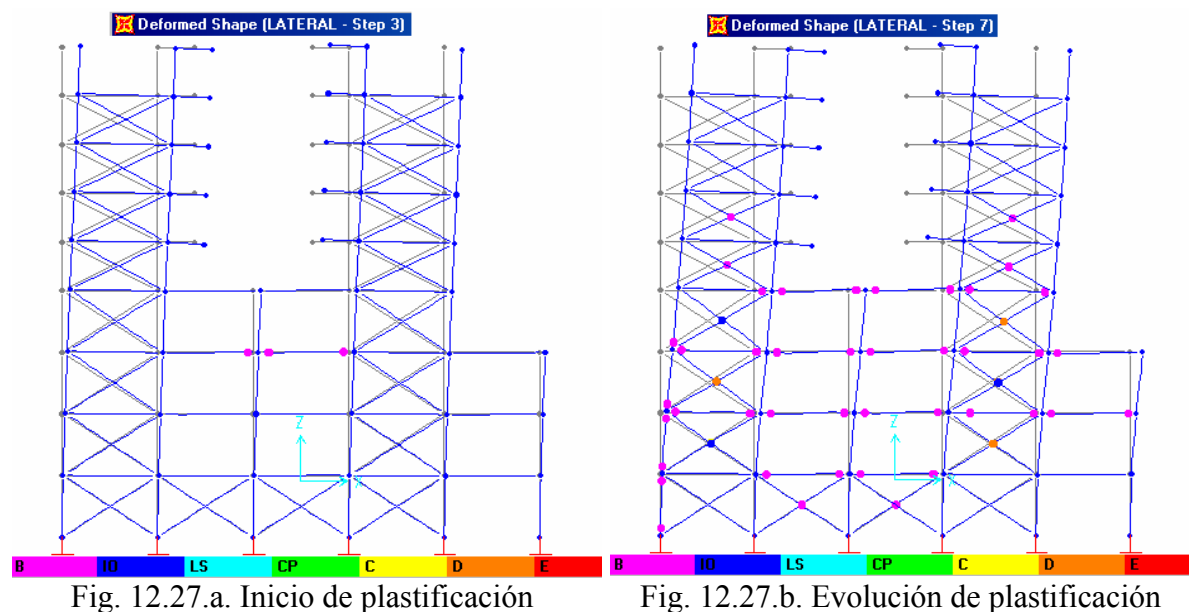 Deformed Shape (LATERAL - Step 3)
Z
X
B IO LS CP C D E
Fig. 12.27.a. Inicio de plastificación
Deformed Shape (LATERAL - Step 7)
Z
X
B IO LS CP C D E
Fig. 12.27.b. Evolución de plastificación